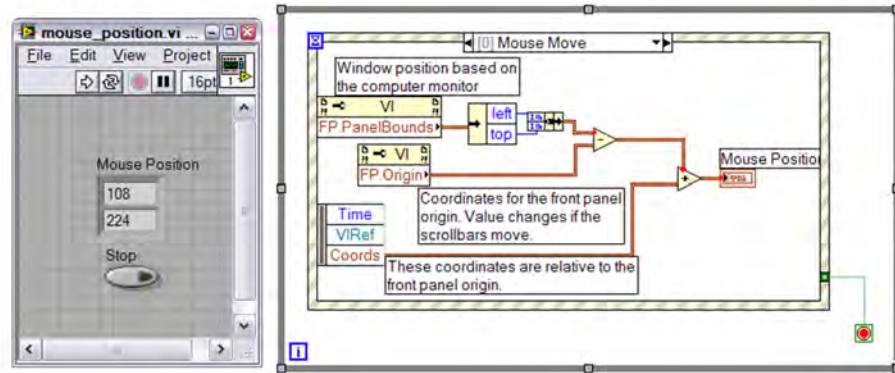 mouse_position.vi ...
File Edit View Project
16pt
1
Mouse Position
108
224
Stop
[0] Mouse Move
Window position based on
the computer monitor
VI
FP.PanelBounds
left
top
VI
FP.Origin
Mouse Position
Coordinates for the front panel
origin. Value changes if the
scrollbars move.
Time
VIRef
Coords
These coordinates are relative to the
front panel origin.
i